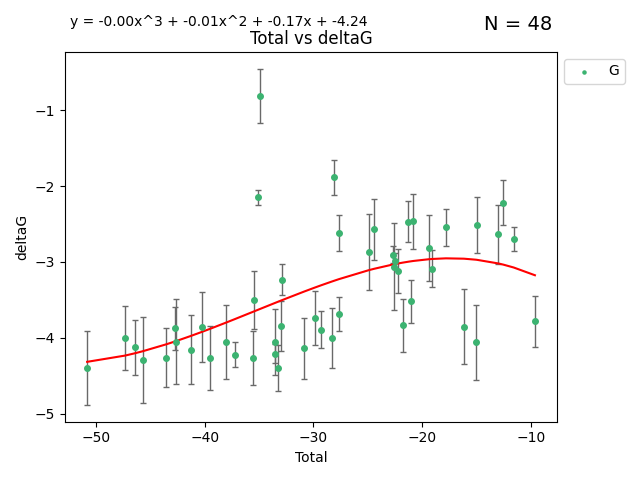 y = -0.00x^3 + -0.01x^2 + -0.17x + -4.24
N = 48
Total vs deltaG
G
−1
−2
−3
−4
−5
deltaG
−50 −40 −30 −20 −10
Total